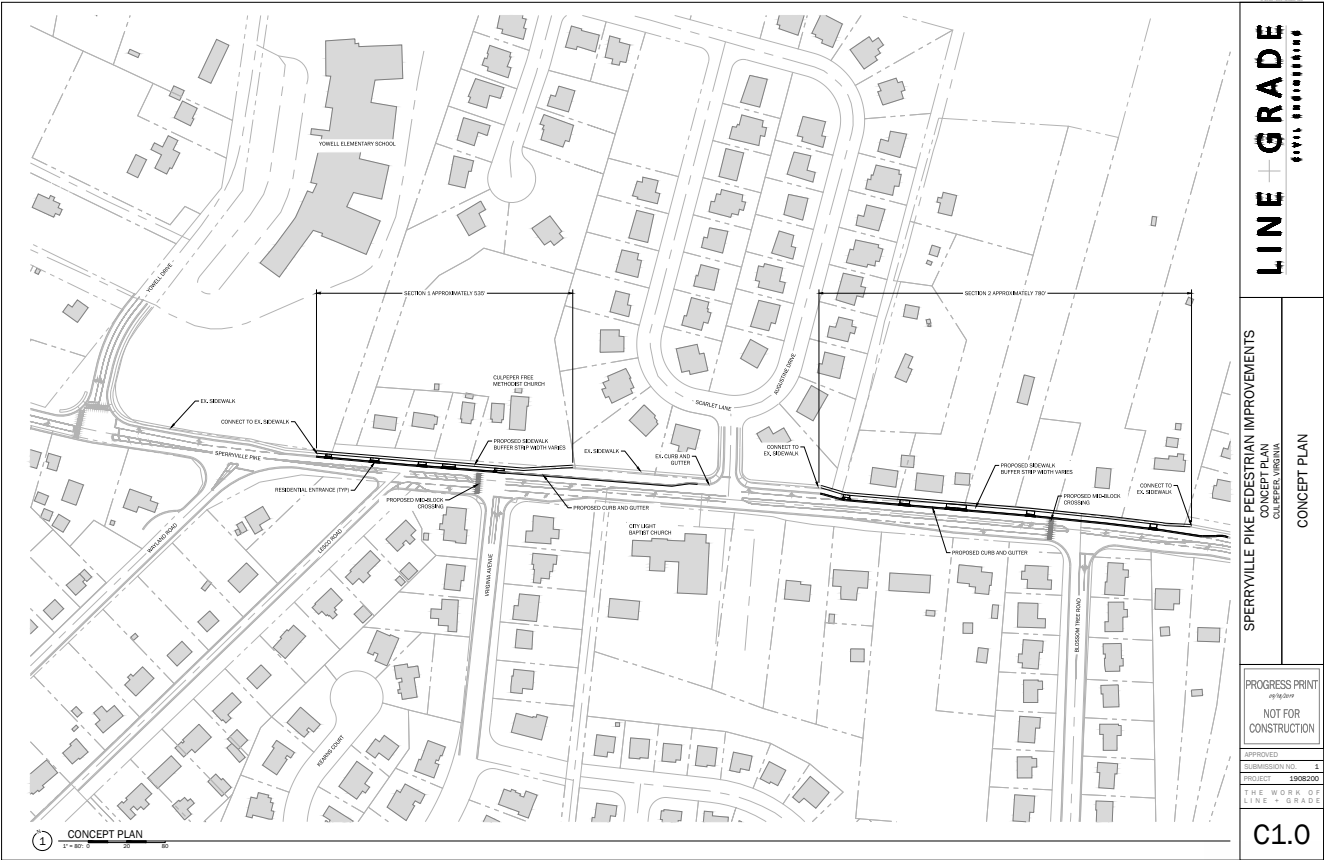 YOWELL ELEMENTARY SCHOOL
YOWELL DRIVE
SECTION 1 APPROXIMATELY 535'
SECTION 2 APPROXIMATELY 780'
CULPEPER FREE
METHODIST CHURCH
AUGUSTINE DRIVE
SCARLET LANE
EX. SIDEWALK
CONNECT TO EX. SIDEWALK
SPERRYVILLE PIKE
PROPOSED SIDEWALK
BUFFER STRIP WIDTH VARIES
EX. SIDEWALK
EX. CURB AND
GUTTER
CONNECT TO
EX. SIDEWALK
PROPOSED SIDEWALK
BUFFER STRIP WIDTH VARIES
CONNECT TO
EX. SIDEWALK
RESIDENTIAL ENTRANCE (TYP)
PROPOSED MID-BLOCK
CROSSING
PROPOSED CURB AND GUTTER
PROPOSED MID-BLOCK
CROSSING
CITY LIGHT
BAPTIST CHURCH
PROPOSED CURB AND GUTTER
WAYLAND ROAD
LESCO ROAD
VIRGINIA AVENUE
BLOSSOM TREE ROAD
KEARNS COURT
1
CONCEPT PLAN
1" = 80'
0 20 80
LINE + GRADE
CIVIL ENGINEERING
SPERRYVILLE PIKE PEDESTRIAN IMPROVEMENTS
CONCEPT PLAN
CULPEPER, VIRGINIA
CONCEPT PLAN
PROGRESS PRINT
NOT FOR
CONSTRUCTION
APPROVED
SUBMISSION NO. 1
PROJECT 1908200
THE WORK OF
LINE + GRADE
C1.0